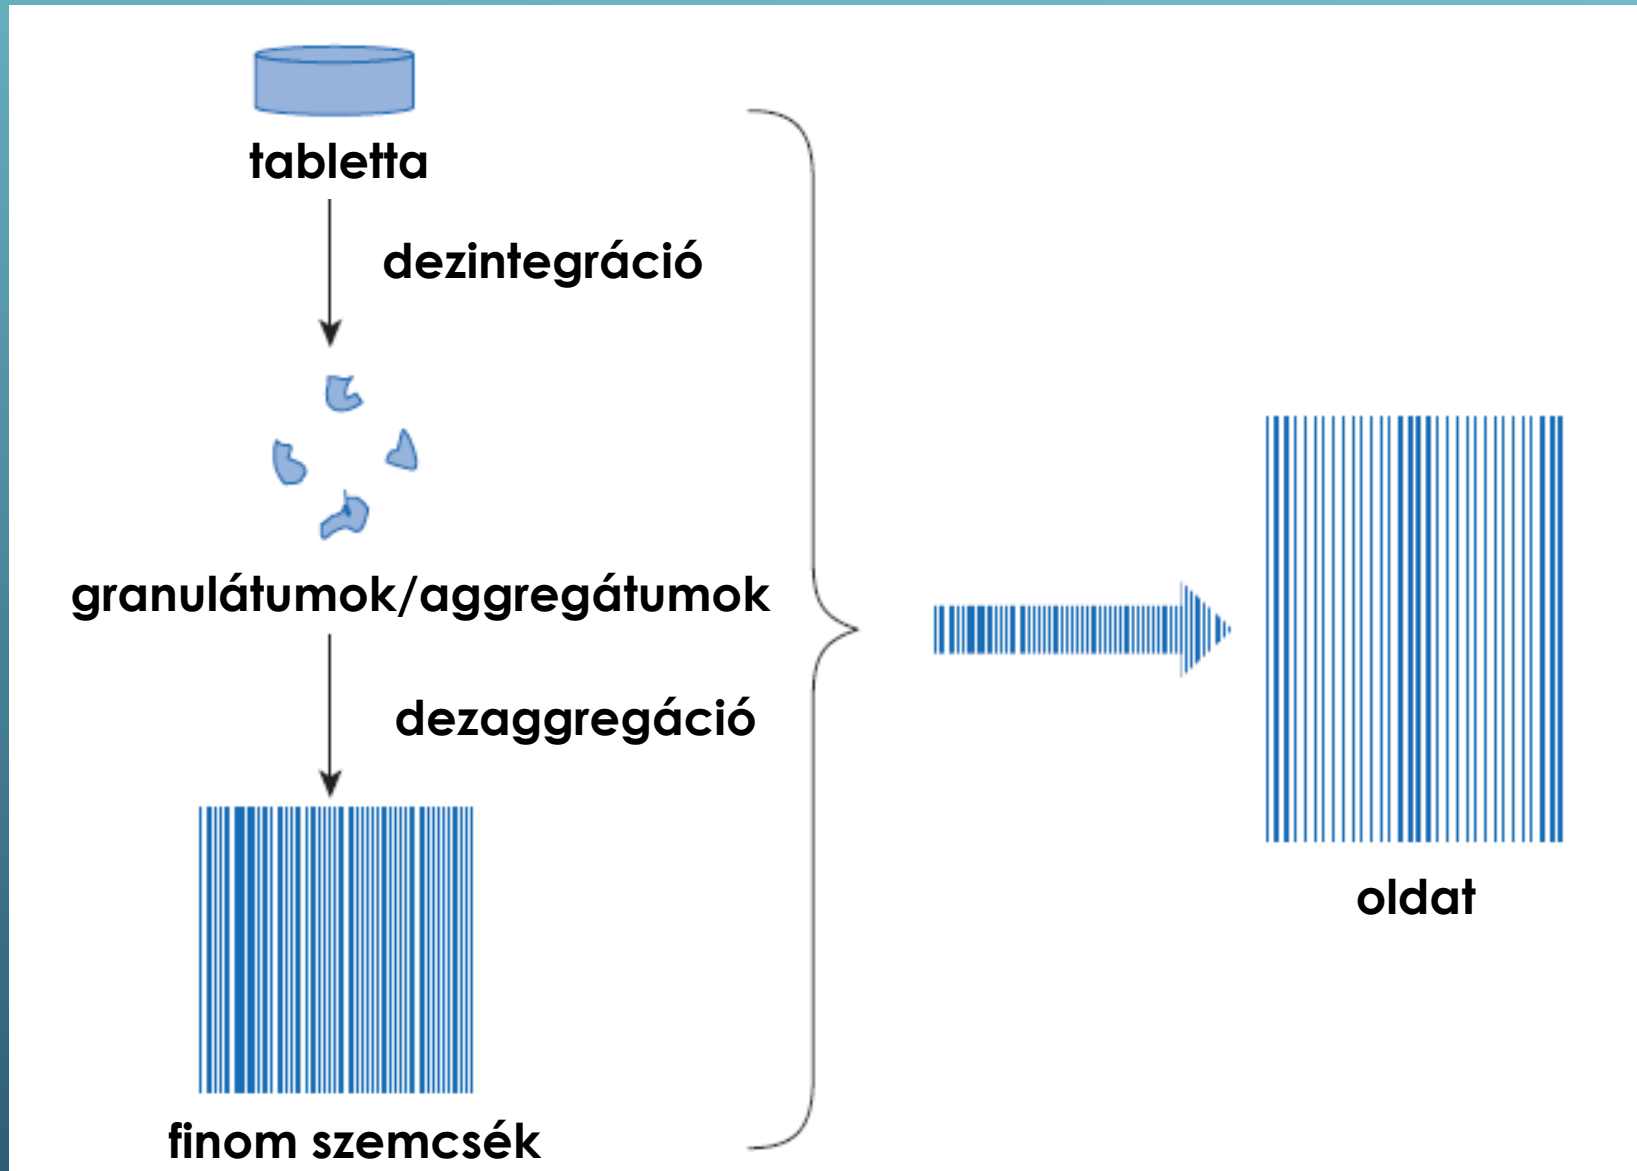 tabletta
dezintegráció
granulátumok/aggregátumok
dezaggregáció
finom szemcsék
oldat